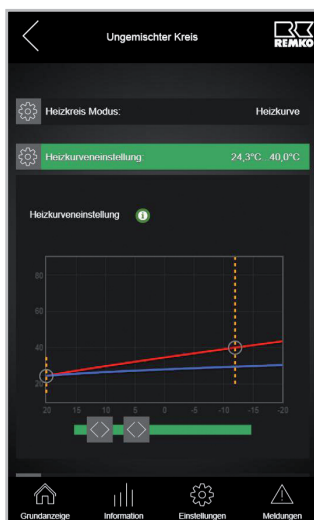 Ungemischter Kreis
REMKO
Heizkreis Modus: Heizkurve
Heizkurveneinstellung: 24,3°C...40,0°C
Heizkurveneinstellung i
80
60
40
20
20 15 10 5 0 -5 -10 -15 -20
Grundanzeige Information Einstellungen Meldungen